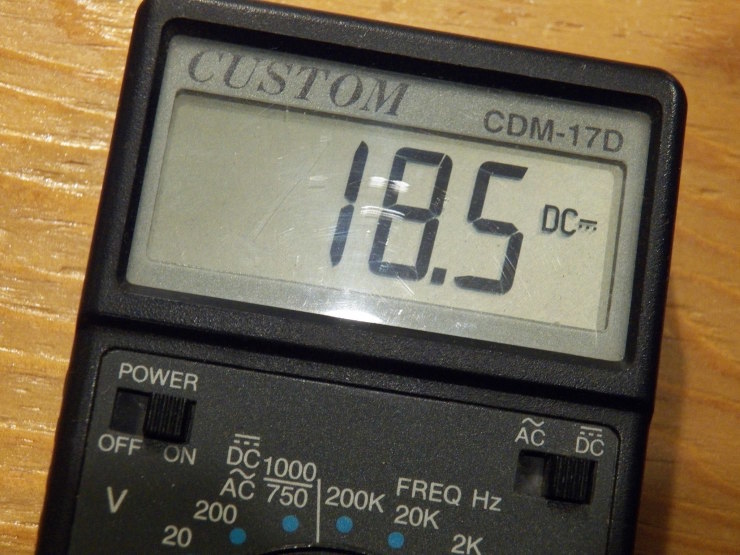 CUSTOM
CDM-17D
18.5 DC
POWER
OFF ON
AC DC
V
DC 1000
AC 750
200K FREQ Hz
200 20K
20 2K